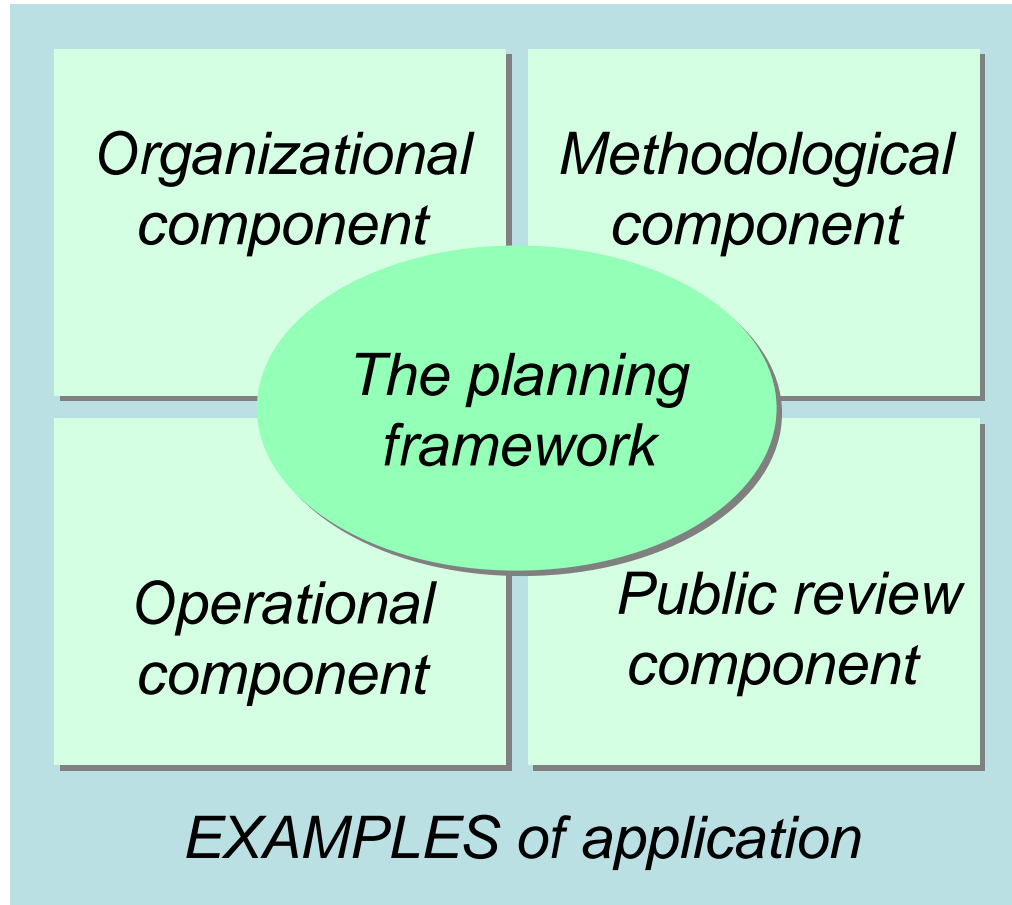 Organizational
component
Methodological
component
The planning
framework
Operational
component
Public review
component
EXAMPLES of application